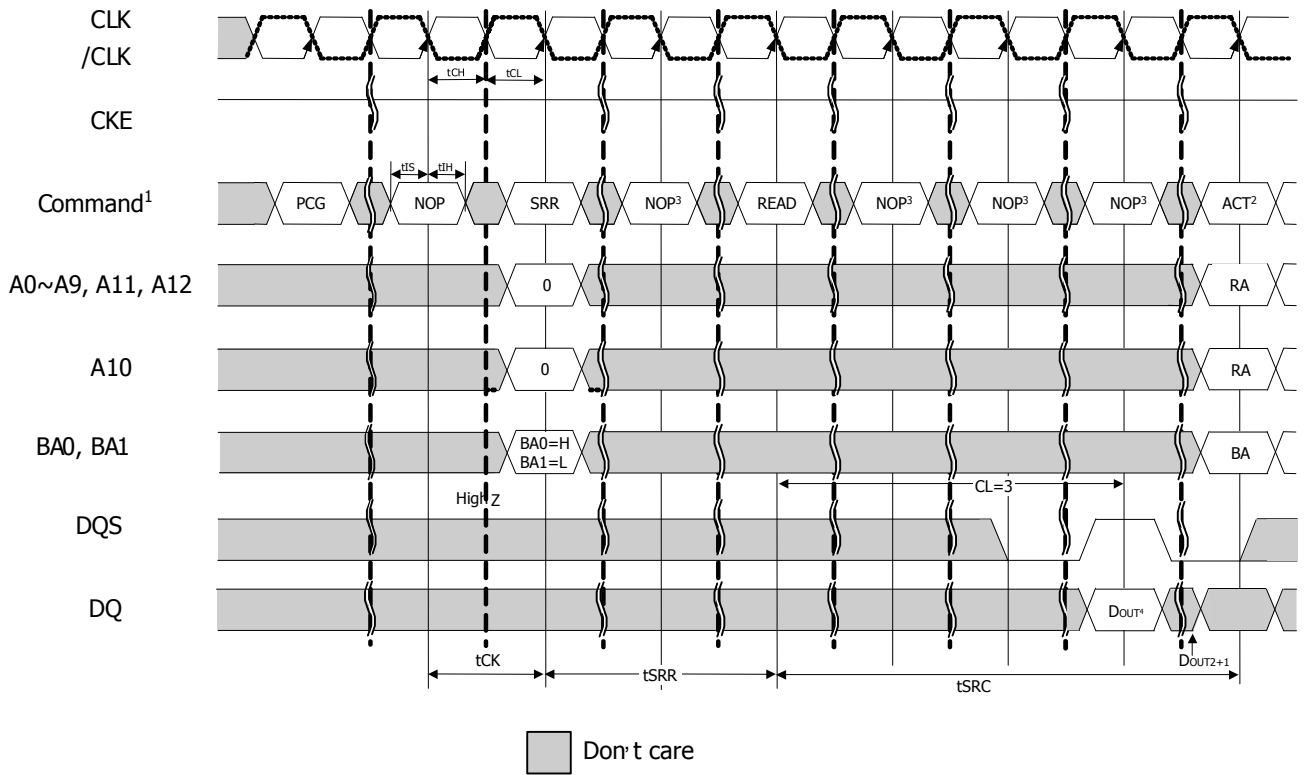 CLK
/CLK
tCH
tCL
CKE
tIS
tIH
Command1
PCG
NOP
SRR
NOP3
READ
NOP3
NOP3
NOP3
ACT2
A0~A9, A11, A12
0
RA
A10
0
RA
BA0, BA1
BA0=H
BA1=L
BA
CL=3
High Z
DQS
DQ
DOUT4
DOUT2+1
tCK
tSRR
tSRC
Don't care